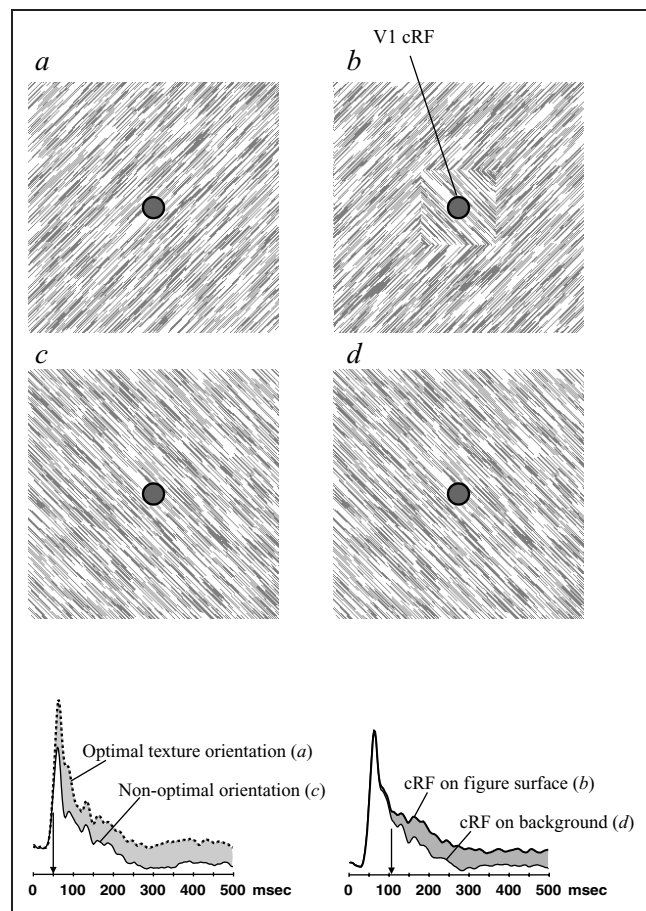 V1 cRF
a
b
c
d
Optimal texture orientation (a)
Non-optimal orientation (c)
0 100 200 300 400 500 msec
cRF on figure surface (b)
cRF on background (d)
0 100 200 300 400 500 msec